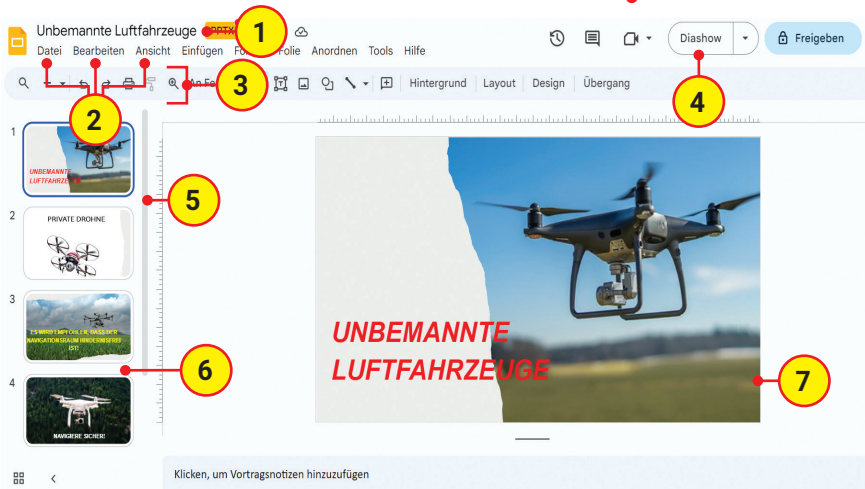 Unbemannte Luftfahrzeuge
1
Datei Bearbeiten Ansicht Einfügen Folie Anordnen Tools Hilfe
Diashow
Freigeben
2
3
Hintergrund Layout Design Übergang
4
1
UNBEMANNTE
LUFTFAHRZEUGE
5
2
PRIVATE DROHNE
3
ES WIRD EMPFOHLEN, DASS DER
NAVIGATIONSRAUM HINDERNISFREI
IST!
6
4
NAVIGIERE SICHER!
UNBEMANNTE
LUFTFAHRZEUGE
7
Klicken, um Vortragsnotizen hinzuzufügen